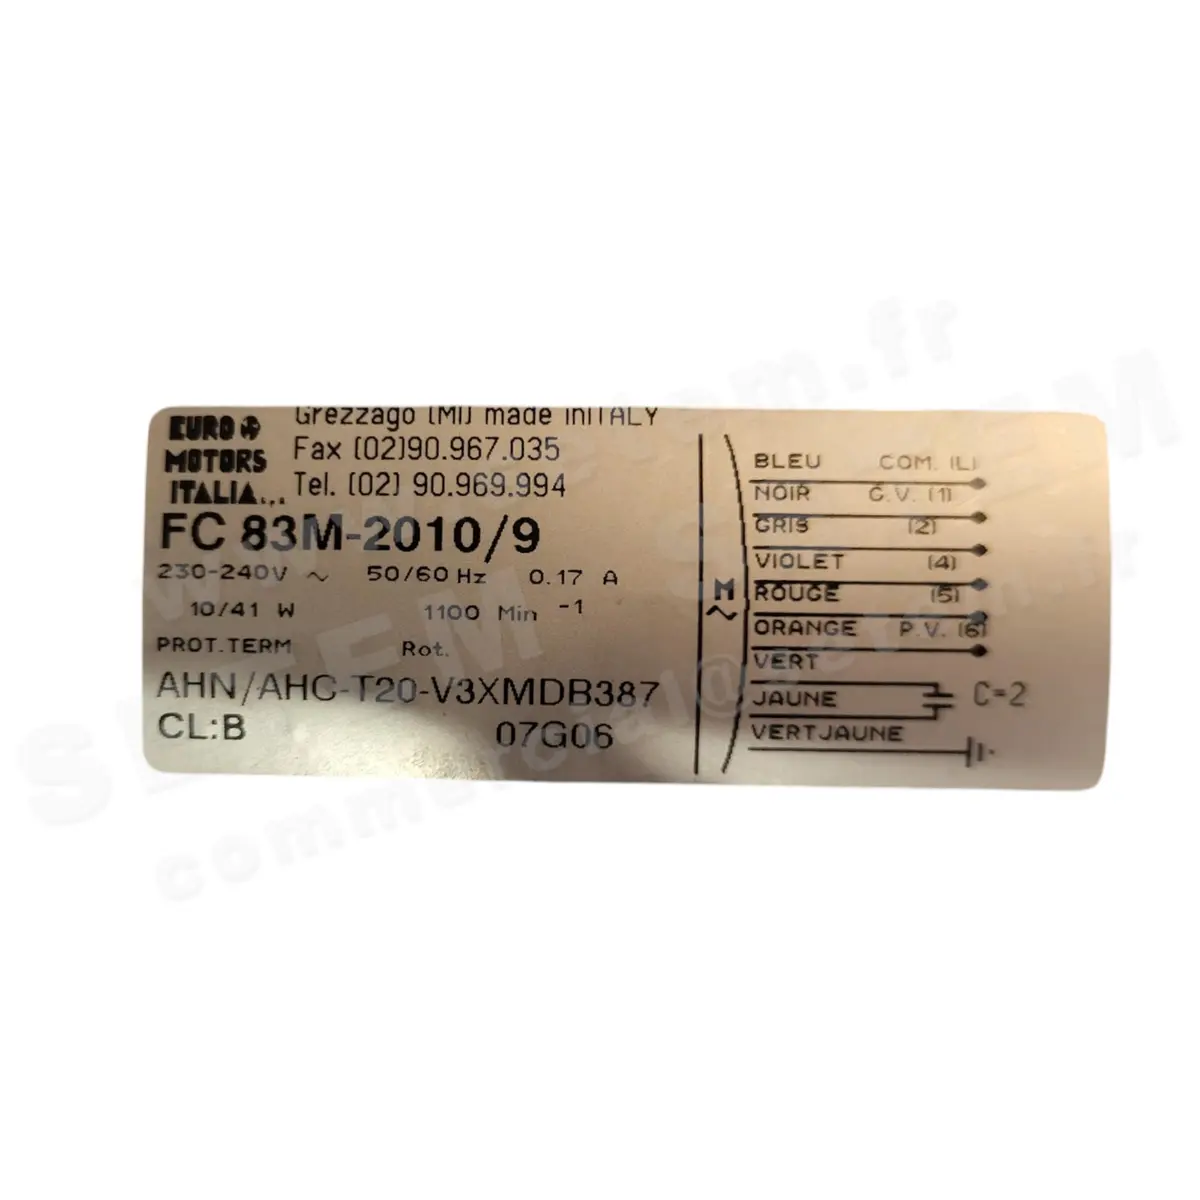 EURO MOTORS ITALIA...
Grezzago (MI) made inITALY
Fax (02)90.967.035
Tel. (02) 90.969.994
FC 83M-2010/9
230-240V ~ 50/60 Hz 0.17 A
10/41 W 1100 Min -1
PROT.TERM Rot.
AHN/AHC-T20-V3XMDB387
CL:B 07G06
M
~
BLEU COM. (L)
NOIR G.V. (1)
GRIS (2)
VIOLET (4)
ROUGE (5)
ORANGE P.V. (6)
VERT
JAUNE C=2
VERTJAUNE